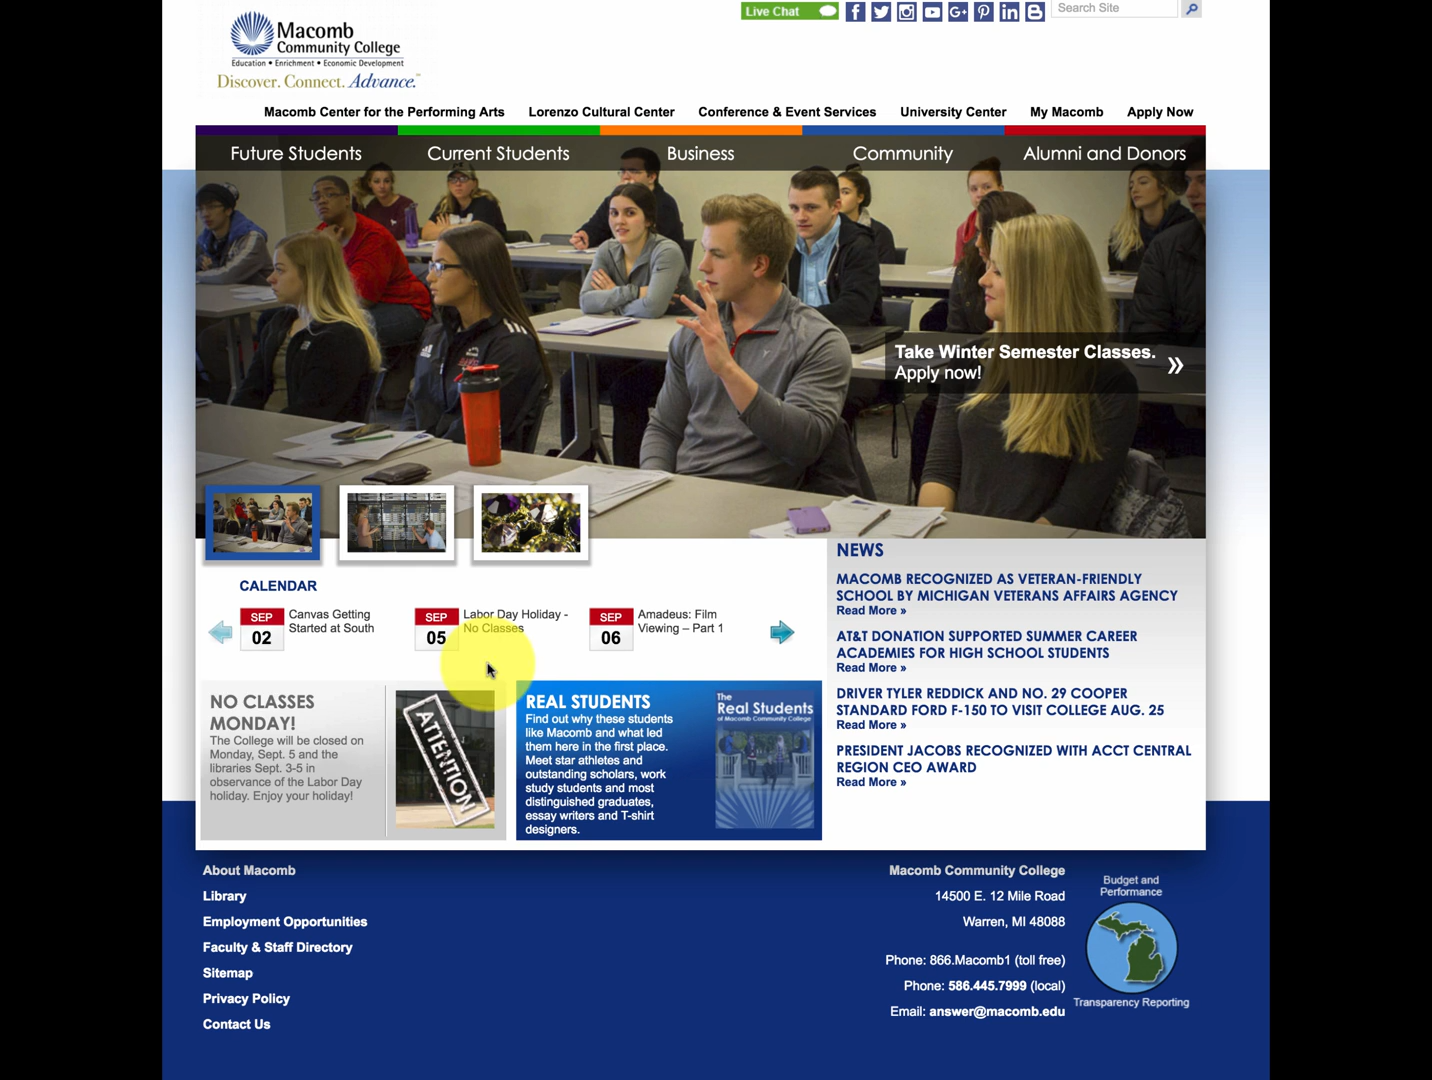 Live Chat
Search Site
Macomb
Community College
Education • Enrichment • Economic Development
Discover. Connect. Advance.™
Macomb Center for the Performing Arts
Lorenzo Cultural Center
Conference & Event Services
University Center
My Macomb
Apply Now
Future Students
Current Students
Business
Community
Alumni and Donors
Take Winter Semester Classes.
Apply now!
CALENDAR
SEP
02
Canvas Getting
Started at South
SEP
05
Labor Day Holiday -
No Classes
SEP
06
Amadeus: Film
Viewing – Part 1
NO CLASSES
MONDAY!
The College will be closed on
Monday, Sept. 5 and the
libraries Sept. 3-5 in
observance of the Labor Day
holiday. Enjoy your holiday!
ATTENTION
REAL STUDENTS
Find out why these students
like Macomb and what led
them here in the first place.
Meet star athletes and
outstanding scholars, work
study students and most
distinguished graduates,
essay writers and T-shirt
designers.
The
Real Students
of Macomb Community College
NEWS
MACOMB RECOGNIZED AS VETERAN-FRIENDLY
SCHOOL BY MICHIGAN VETERANS AFFAIRS AGENCY
Read More »
AT&T DONATION SUPPORTED SUMMER CAREER
ACADEMIES FOR HIGH SCHOOL STUDENTS
Read More »
DRIVER TYLER REDDICK AND NO. 29 COOPER
STANDARD FORD F-150 TO VISIT COLLEGE AUG. 25
Read More »
PRESIDENT JACOBS RECOGNIZED WITH ACCT CENTRAL
REGION CEO AWARD
Read More »
About Macomb
Library
Employment Opportunities
Faculty & Staff Directory
Sitemap
Privacy Policy
Contact Us
Macomb Community College
14500 E. 12 Mile Road
Warren, MI 48088
Phone: 866.Macomb1 (toll free)
Phone: 586.445.7999 (local)
Email: answer@macomb.edu
Budget and
Performance
Transparency Reporting